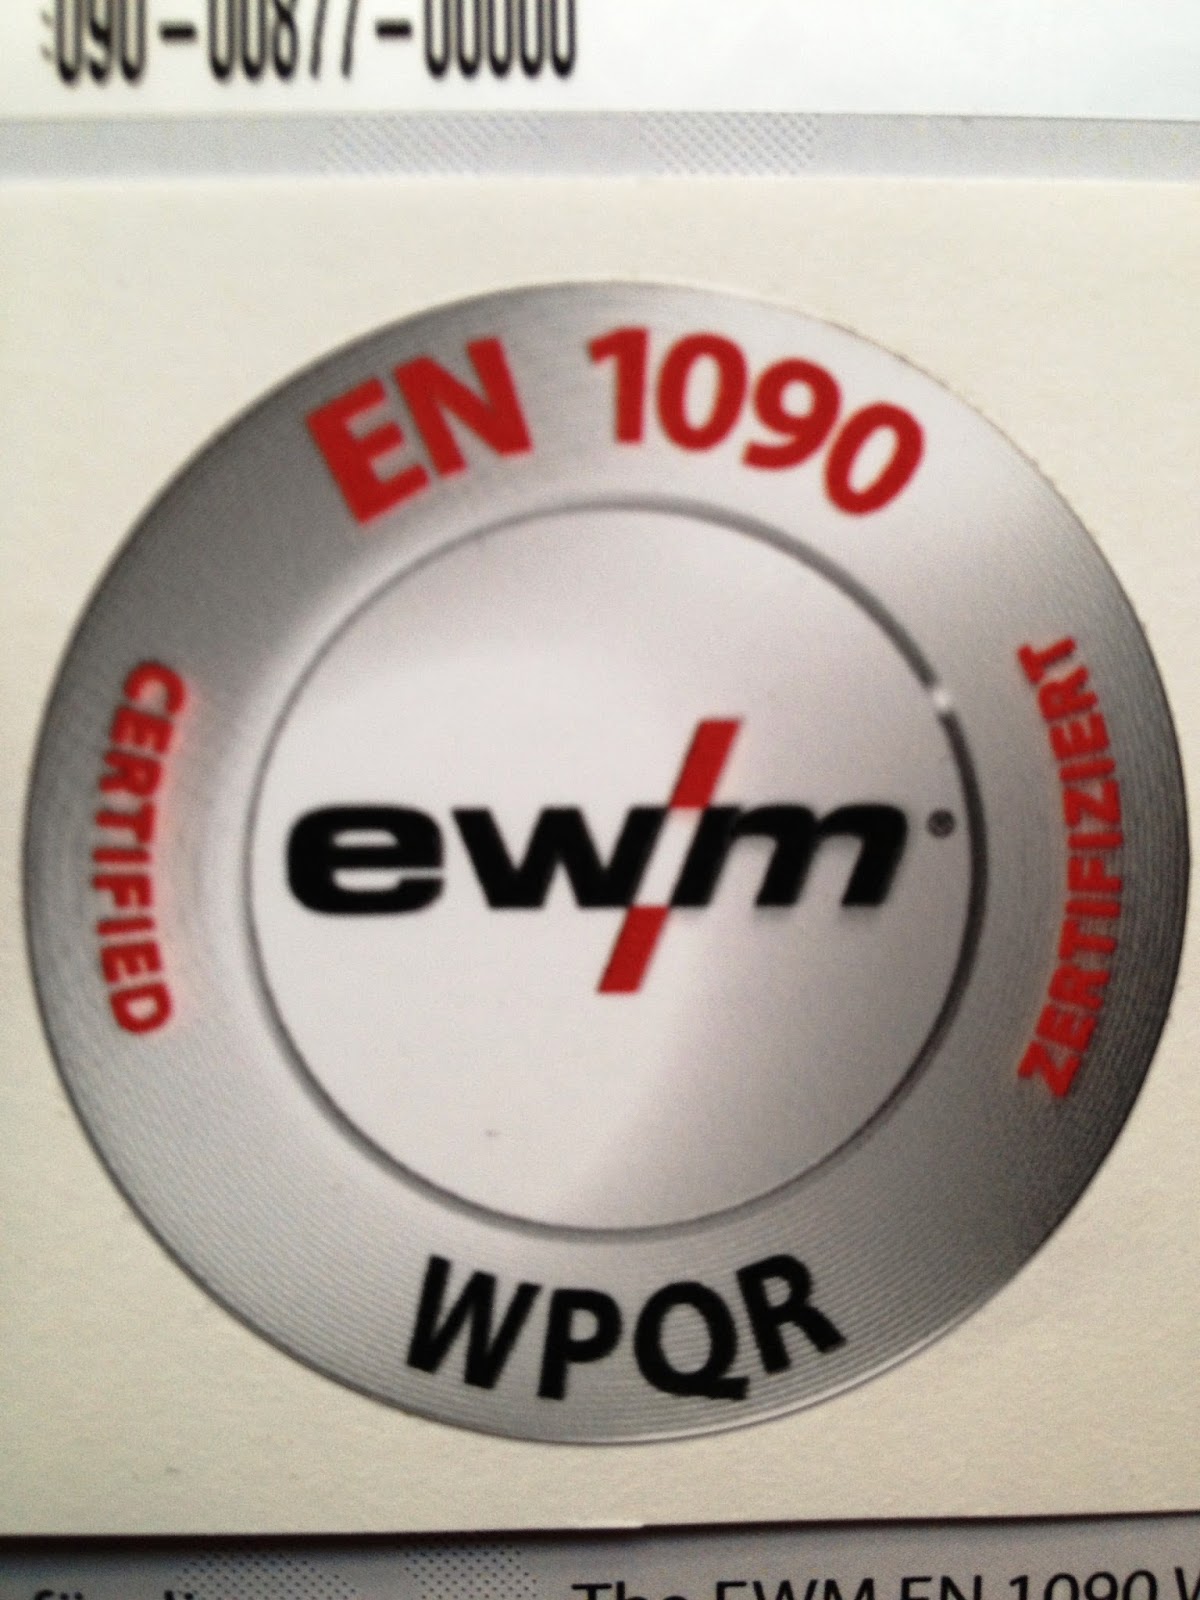 090-00877-00000
EN 1090
CERTIFIED
ZERTIFIZIERT
ewm®
WPQR
The EWM EN 1090